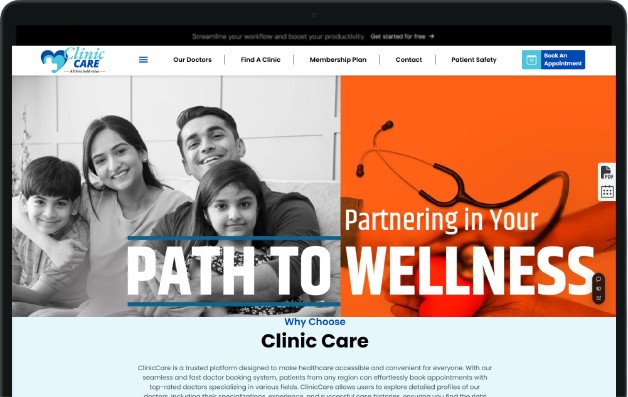 Streamline your workflow and boost your productivity. Get started for free →
Clinic
CARE
Our Doctors
Find A Clinic
Membership Plan
Contact
Patient Safety
Book An
Appointment
PDF
Partnering in Your
PATH TO WELLNESS
Why Choose
Clinic Care
ClinicCare is a trusted platform designed to make healthcare accessible and convenient for everyone. With our
seamless and fast doctor booking system, patients from any region can effortlessly book appointments with
top-rated doctors specializing in various fields. ClinicCare allows users to explore detailed profiles of our
doctors, including their specializations, experience, and successful case histories, ensuring you find the right